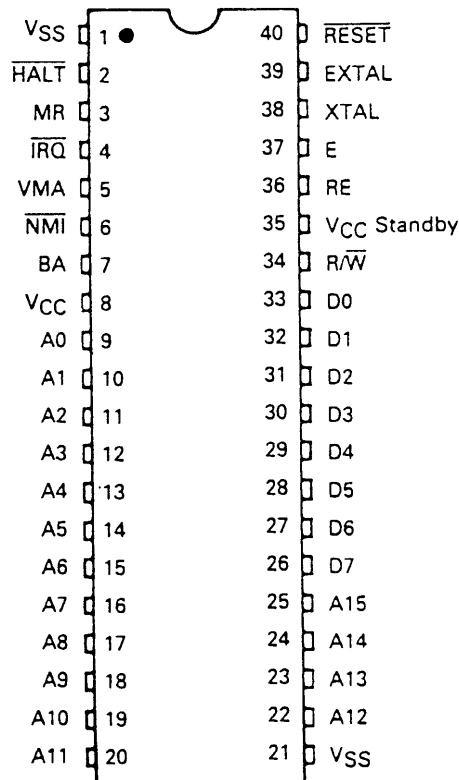 VSS 1 40 RESET
HALT 2 39 EXTAL
MR 3 38 XTAL
IRQ 4 37 E
VMA 5 36 RE
NMI 6 35 VCC Standby
BA 7 34 R/W
VCC 8 33 D0
A0 9 32 D1
A1 10 31 D2
A2 11 30 D3
A3 12 29 D4
A4 13 28 D5
A5 14 27 D6
A6 15 26 D7
A7 16 25 A15
A8 17 24 A14
A9 18 23 A13
A10 19 22 A12
A11 20 21 VSS